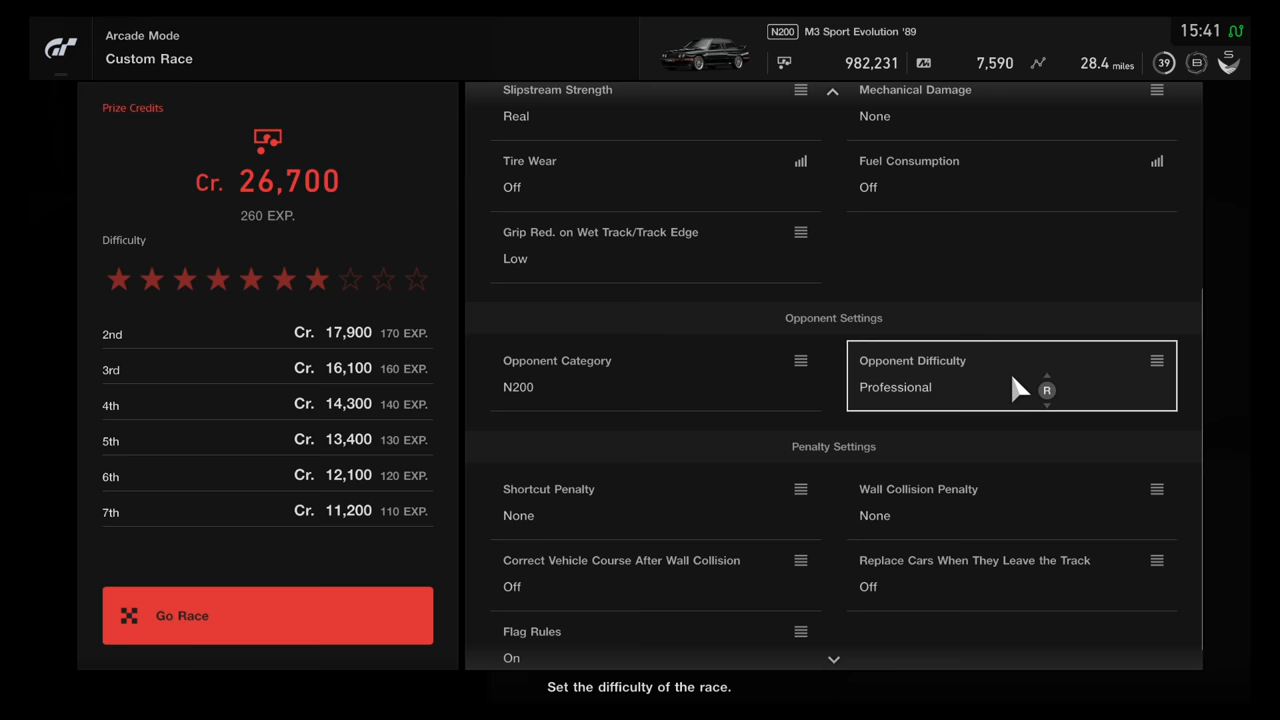 Arcade Mode
Custom Race
N200 M3 Sport Evolution '89
982,231 7,590 28.4 miles 39 B S
15:41
Prize Credits
Cr. 26,700
260 EXP.
Difficulty
2nd Cr. 17,900 170 EXP.
3rd Cr. 16,100 160 EXP.
4th Cr. 14,300 140 EXP.
5th Cr. 13,400 130 EXP.
6th Cr. 12,100 120 EXP.
7th Cr. 11,200 110 EXP.
Go Race
Slipstream Strength
Real
Mechanical Damage
None
Tire Wear
Off
Fuel Consumption
Off
Grip Red. on Wet Track/Track Edge
Low
Opponent Settings
Opponent Category
N200
Opponent Difficulty
Professional
R
Penalty Settings
Shortcut Penalty
None
Wall Collision Penalty
None
Correct Vehicle Course After Wall Collision
Off
Replace Cars When They Leave the Track
Off
Flag Rules
On
Set the difficulty of the race.